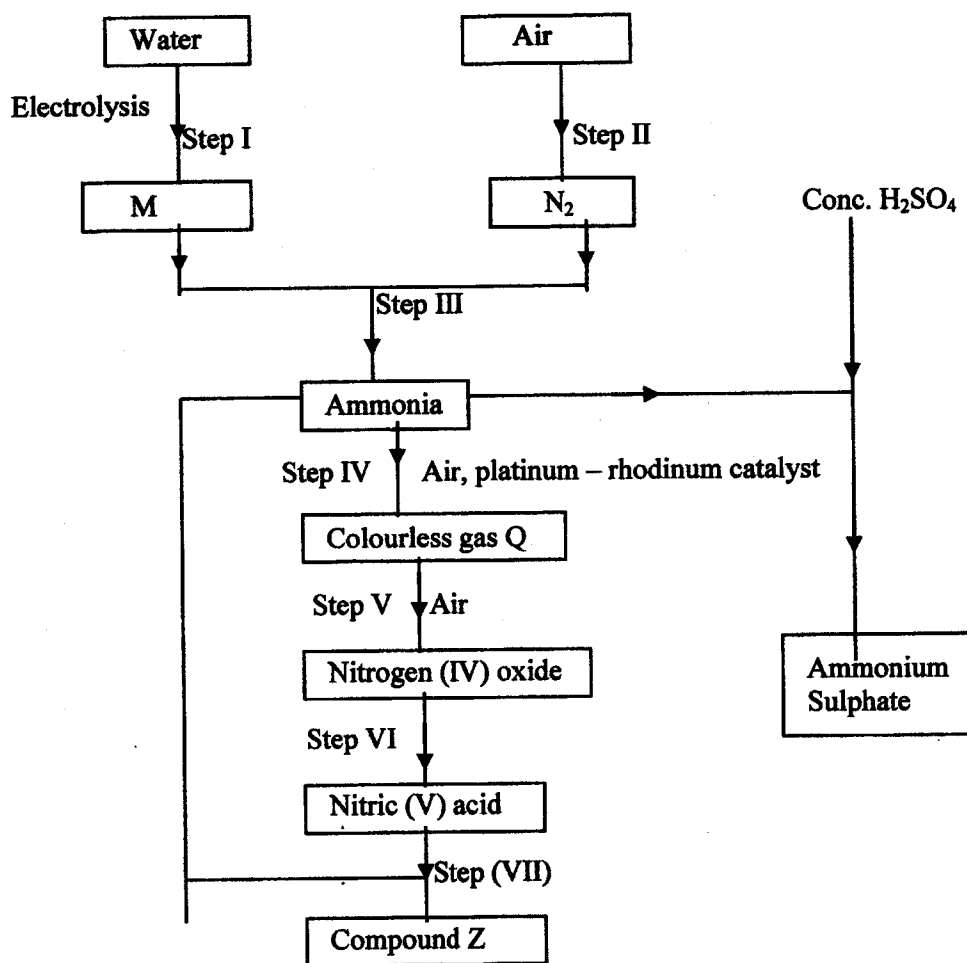 Water
Air
Electrolysis
Step I
Step II
M
N₂
Conc. H₂SO₄
Step III
Ammonia
Step IV
Air, platinum – rhodinum catalyst
Colourless gas Q
Step V
Air
Nitrogen (IV) oxide
Ammonium
Sulphate
Step VI
Nitric (V) acid
Step (VII)
Compound Z